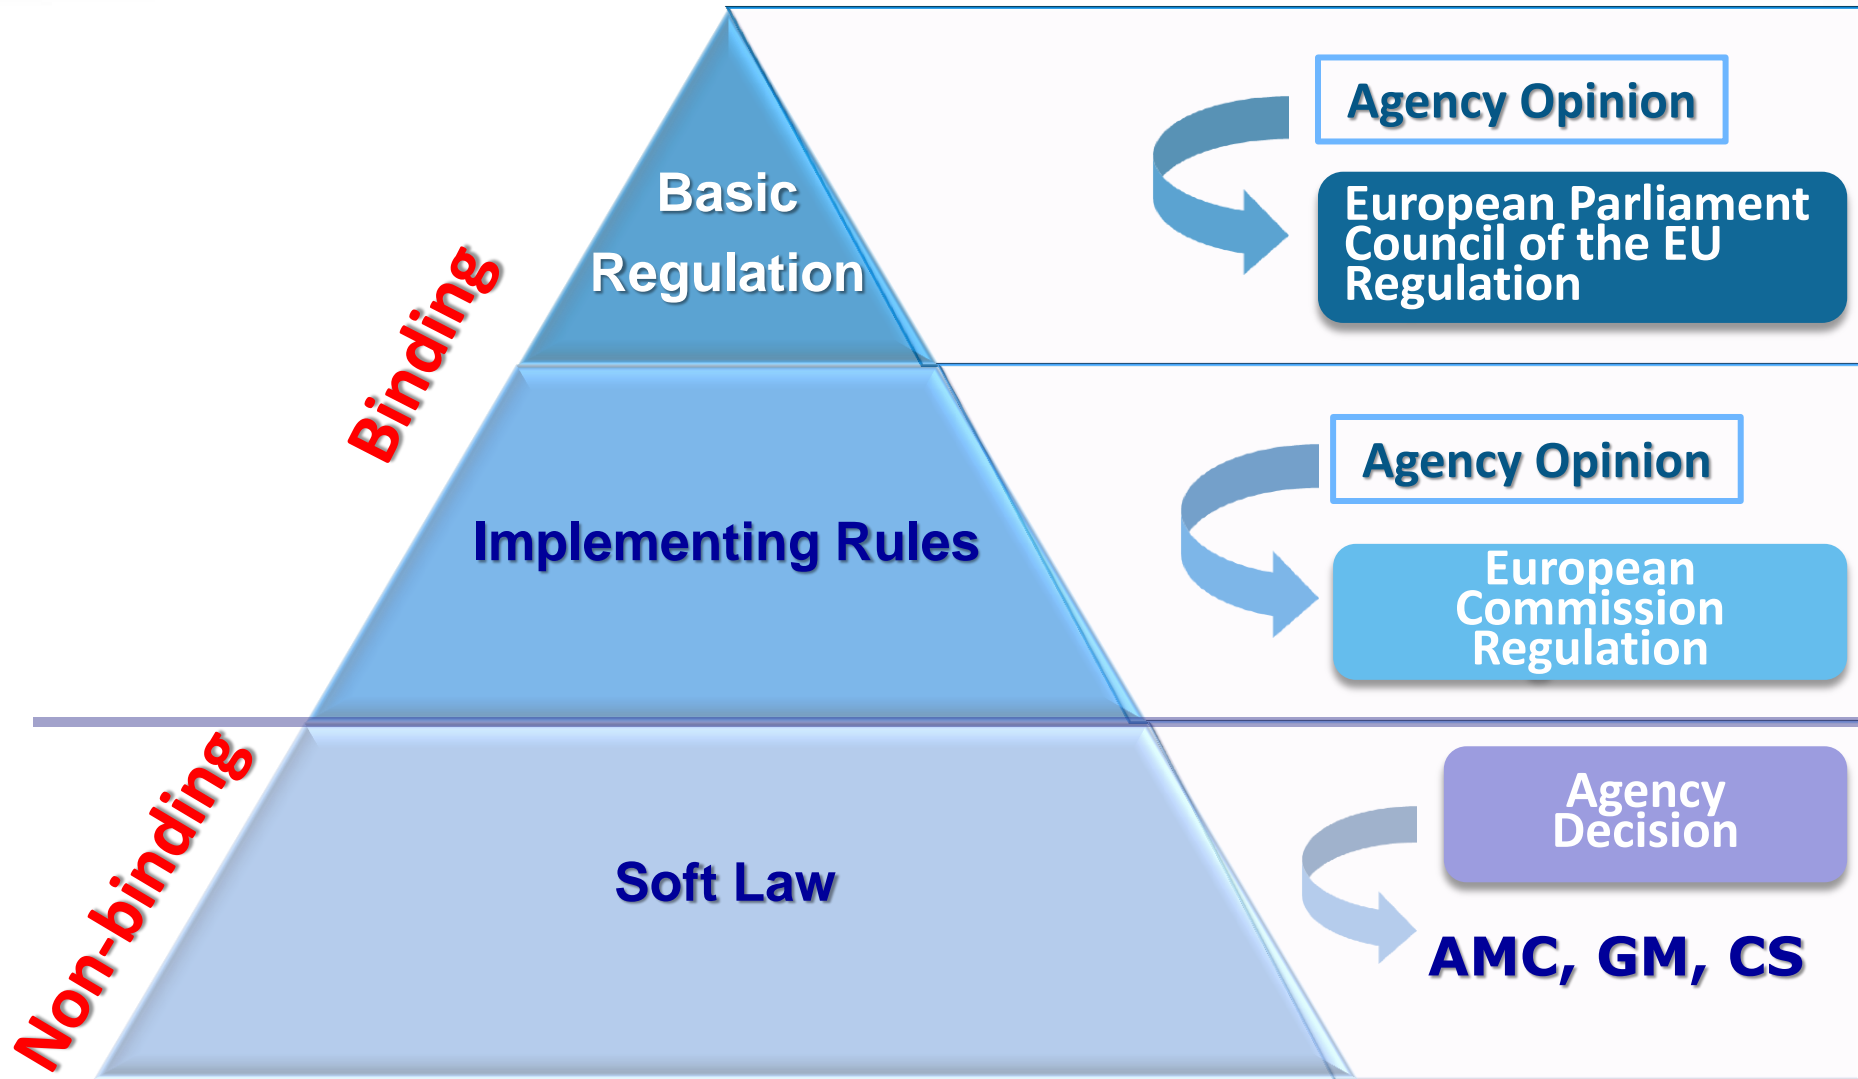 Agency Opinion
Basic
Regulation
European Parliament
Council of the EU
Regulation
Binding
Agency Opinion
Implementing Rules
European
Commission
Regulation
Non-binding
Agency
Decision
Soft Law
AMC, GM, CS